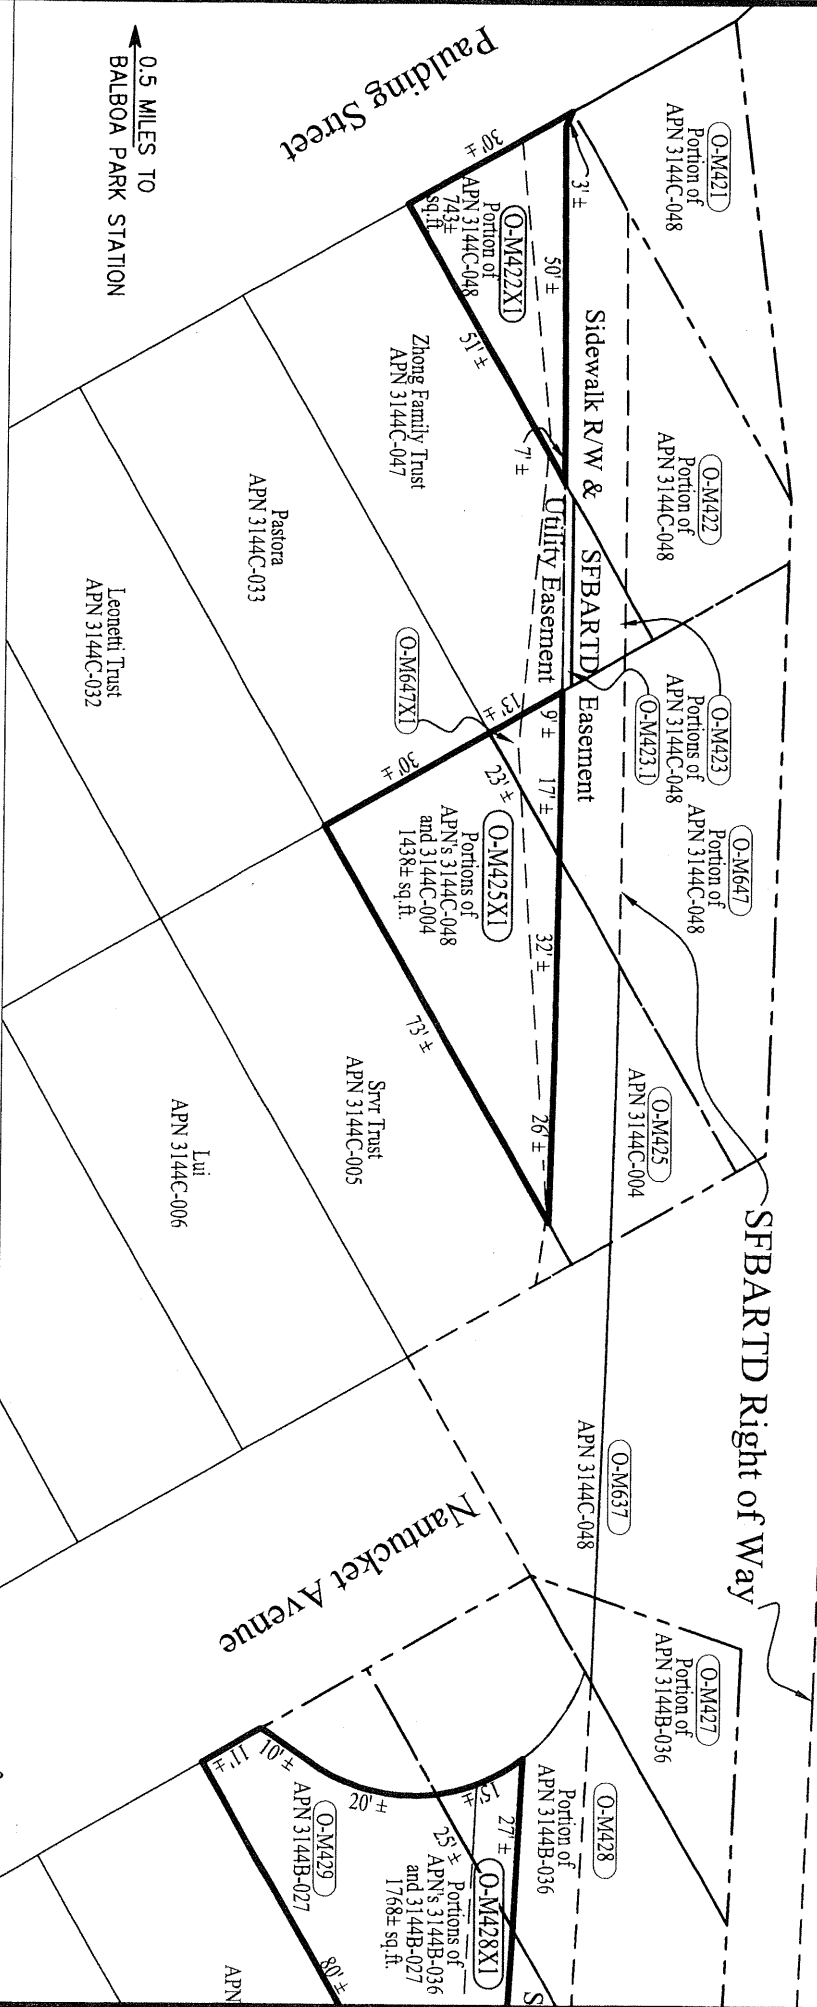 Paulding Street
0.5 MILES TO
BALBOA PARK STATION
O-M421
Portion of
APN 3144C-048
30'±
3'±
O-M422X1
Portion of
APN 3144C-048
743±
sq.ft.
50'±
51'±
7'±
Sidewalk R/W &
Utility Easement
SFBARTD Easement
O-M422
Portion of
APN 3144C-048
Zhong Family Trust
APN 3144C-047
Pastora
APN 3144C-033
Leonetti Trust
APN 3144C-032
O-M423
Portions of
APN 3144C-048
O-M423.1
O-M647
Portion of
APN 3144C-048
O-M647X1
13'±
9'±
17'±
30'±
23'±
O-M425X1
Portions of
APN's 3144C-048
and 3144C-004
1438± sq.ft.
32'±
73'±
26'±
O-M425
APN 3144C-004
Srvr Trust
APN 3144C-005
Lui
APN 3144C-006
SFBARTD Right of Way
O-M637
APN 3144C-048
Nantucket Avenue
O-M427
Portion of
APN 3144B-036
O-M428
Portion of
APN 3144B-036
11'±
10'±
20'±
15'±
27'±
25'±
O-M429
APN 3144B-027
O-M428X1
Portions of
APN's 3144B-036
and 3144B-027
1768± sq.ft.
80'±
APN
S